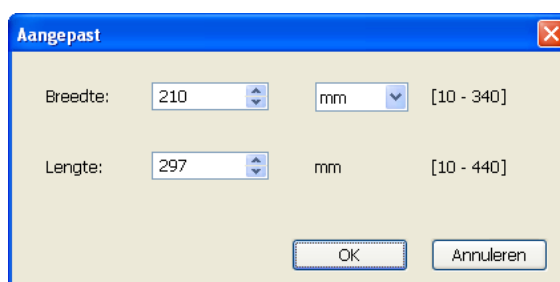 Aangepast
Breedte: 210 mm [10 - 340]
Lengte: 297 mm [10 - 440]
OK Annuleren